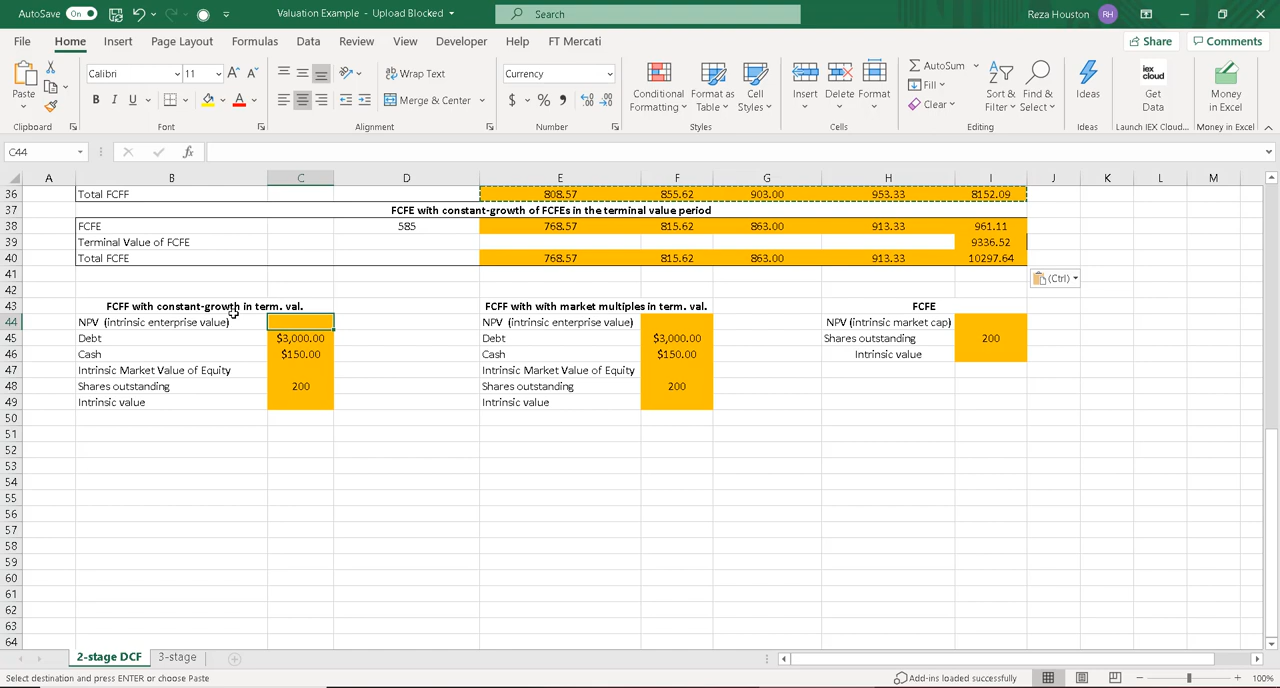 AutoSave On Valuation Example - Upload Blocked Search Reza Houston RH
File Home Insert Page Layout Formulas Data Review View Developer Help FT Mercati Share Comments
Paste Calibri 11 Wrap Text Currency Conditional Formatting Format as Table Cell Styles Insert Delete Format AutoSum Sort & Filter Find & Select Ideas Get Data Money in Excel
B I U Merge & Center $ % Fill Clear
Clipboard Font Alignment Number Styles Cells Editing Ideas Launch IEX Cloud... Money in Excel
C44 fx
A B C D E F G H I J K L M
36 Total FCFF 808.57 855.62 903.00 953.33 8152.09
37 FCFE with constant-growth of FCFEs in the terminal value period
38 FCFE 585 768.57 815.62 863.00 913.33 961.11
39 Terminal Value of FCFE 9336.52
40 Total FCFE 768.57 815.62 863.00 913.33 10297.64
41 (Ctrl)
42
43 FCFF with constant-growth in term. val. FCFF with with market multiples in term. val. FCFE
44 NPV (intrinsic enterprise value) NPV (intrinsic enterprise value) NPV (intrinsic market cap)
45 Debt $3,000.00 Debt $3,000.00 Shares outstanding 200
46 Cash $150.00 Cash $150.00 Intrinsic value
47 Intrinsic Market Value of Equity Intrinsic Market Value of Equity
48 Shares outstanding 200 Shares outstanding 200
49 Intrinsic value Intrinsic value
50
51
52
53
54
55
56
57
58
59
60
61
62
63
64
2-stage DCF 3-stage
Select destination and press ENTER or choose Paste Add-ins loaded successfully 100%